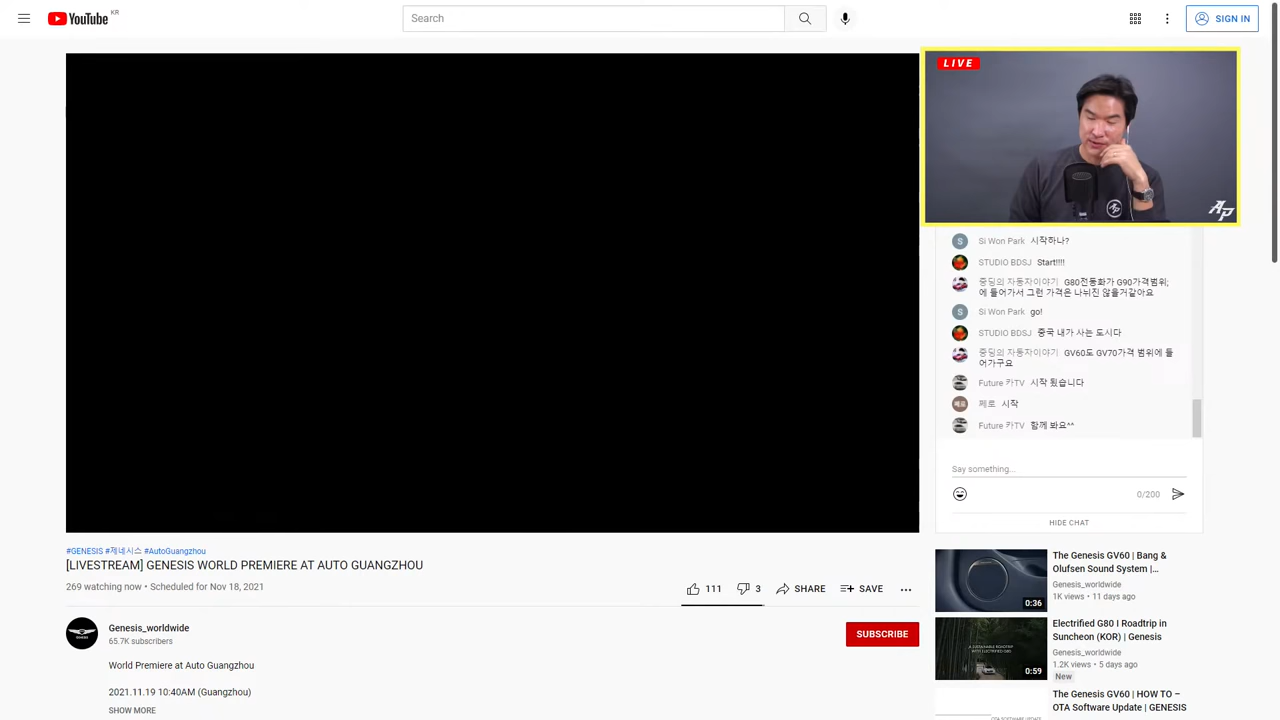 YouTube KR
Search
SIGN IN
LIVE
AP
S Si Won Park 시작하나?
STUDIO BDSJ Start!!!!
중딩의 자동차이야기 G80전동화가 G90가격범위;
에 들어가서 그런 가격은 나뉘진 않을거같아요
S Si Won Park go!
STUDIO BDSJ 중국 내가 사는 도시다
중딩의 자동차이야기 GV60도 GV70가격 범위에 들
어가구요
Future 카TV 시작 됐습니다
페로 페로 시작
Future 카TV 함께 봐요^^
Say something...
0/200
HIDE CHAT
#GENESIS #제네시스 #AutoGuangzhou
[LIVESTREAM] GENESIS WORLD PREMIERE AT AUTO GUANGZHOU
269 watching now • Scheduled for Nov 18, 2021
111 3 SHARE SAVE
Genesis_worldwide
65.7K subscribers
SUBSCRIBE
World Premiere at Auto Guangzhou
2021.11.19 10:40AM (Guangzhou)
SHOW MORE
The Genesis GV60 | Bang &
Olufsen Sound System |...
Genesis_worldwide
1K views • 11 days ago
0:36
Electrified G80 I Roadtrip in
Suncheon (KOR) | Genesis
Genesis_worldwide
1.2K views • 5 days ago
New
0:59
The Genesis GV60 | HOW TO –
OTA Software Update | GENESIS